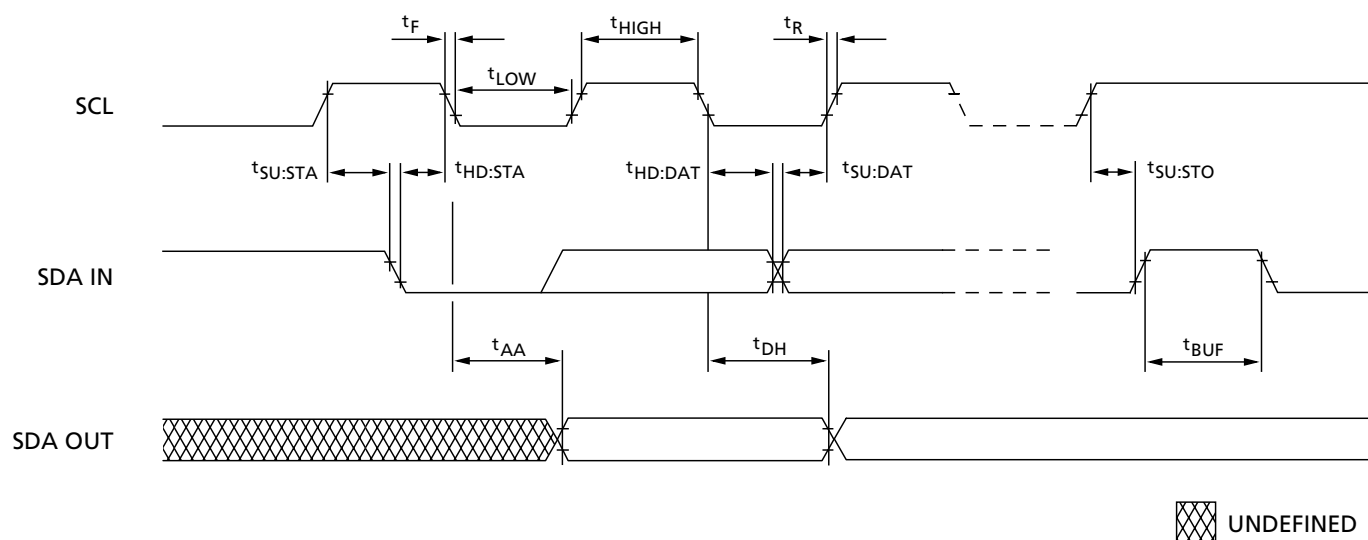 tF
tHIGH
tR
tLOW
SCL
tSU:STA
tHD:STA
tHD:DAT
tSU:DAT
tSU:STO
SDA IN
tAA
tDH
tBUF
SDA OUT
UNDEFINED